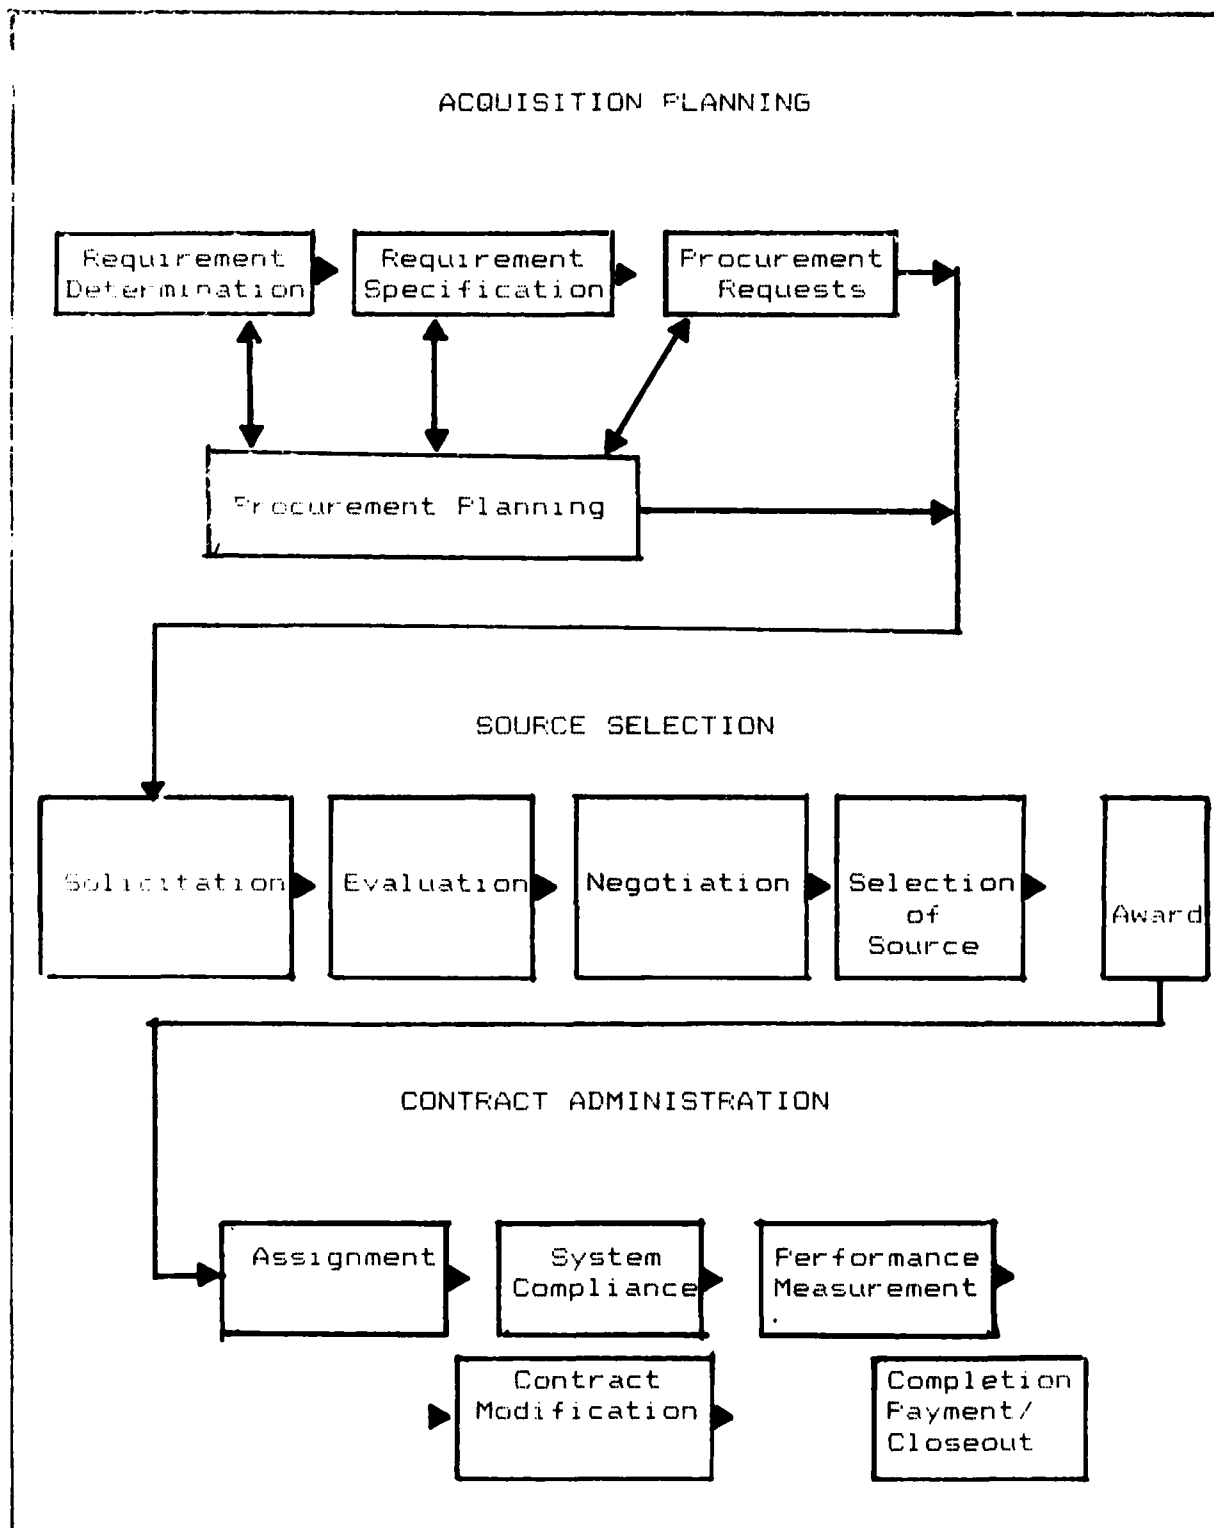 ACQUISITION PLANNING
Requirement
Determination
Requirement
Specification
Procurement
Requests
Procurement Planning
SOURCE SELECTION
Solicitation
Evaluation
Negotiation
Selection
of
Source
Award
CONTRACT ADMINISTRATION
Assignment
System
Compliance
Performance
Measurement
Contract
Modification
Completion
Payment/
Closeout